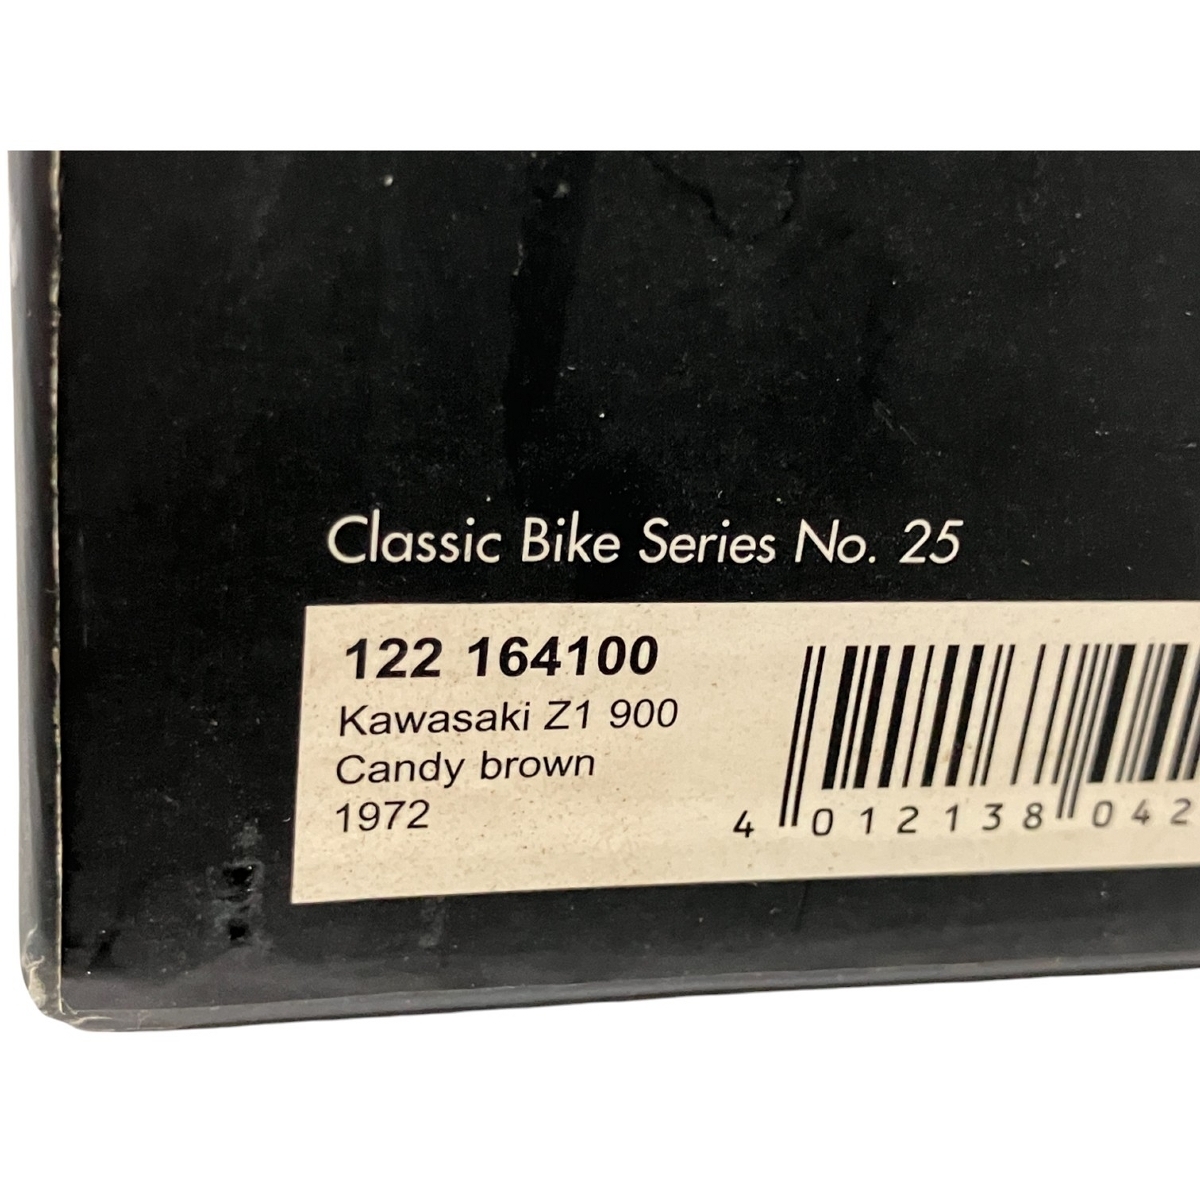 Classic Bike Series No. 25
122 164100
Kawasaki Z1 900
Candy brown
1972
4 012138 042